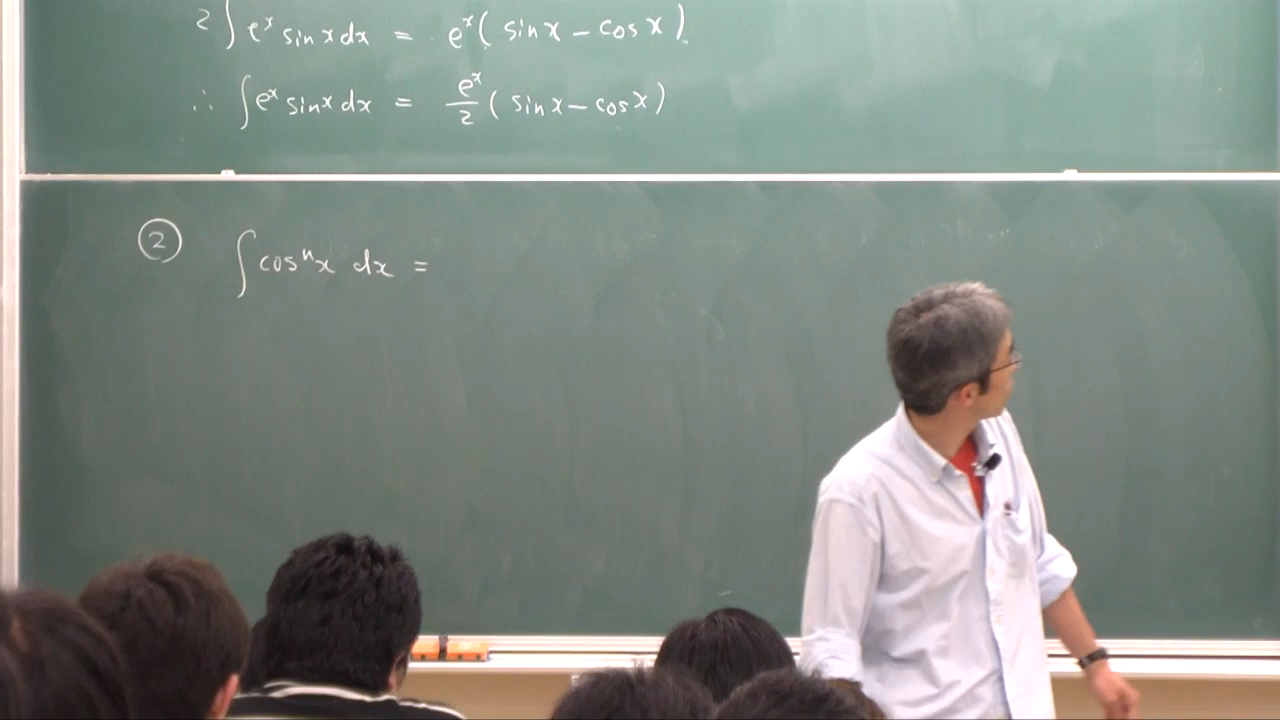 2∫eˣ sin x dx = eˣ( sin x − cos x ).
∴ ∫eˣ sin x dx = eˣ/2 ( sin x − cos x )
② ∫cosⁿx dx =